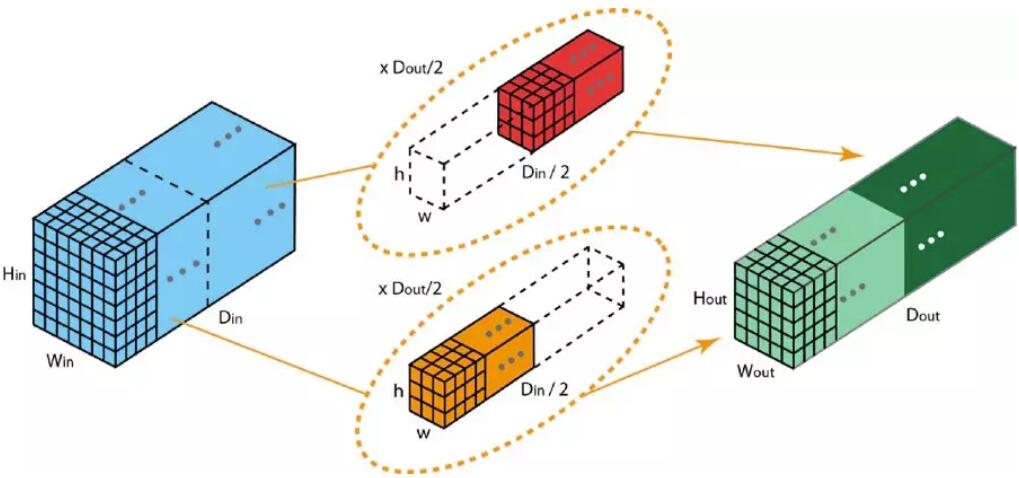 x Dout/2
h
w
Din / 2
Hin
Win
Din
x Dout/2
h
w
Din / 2
Hout
Wout
Dout